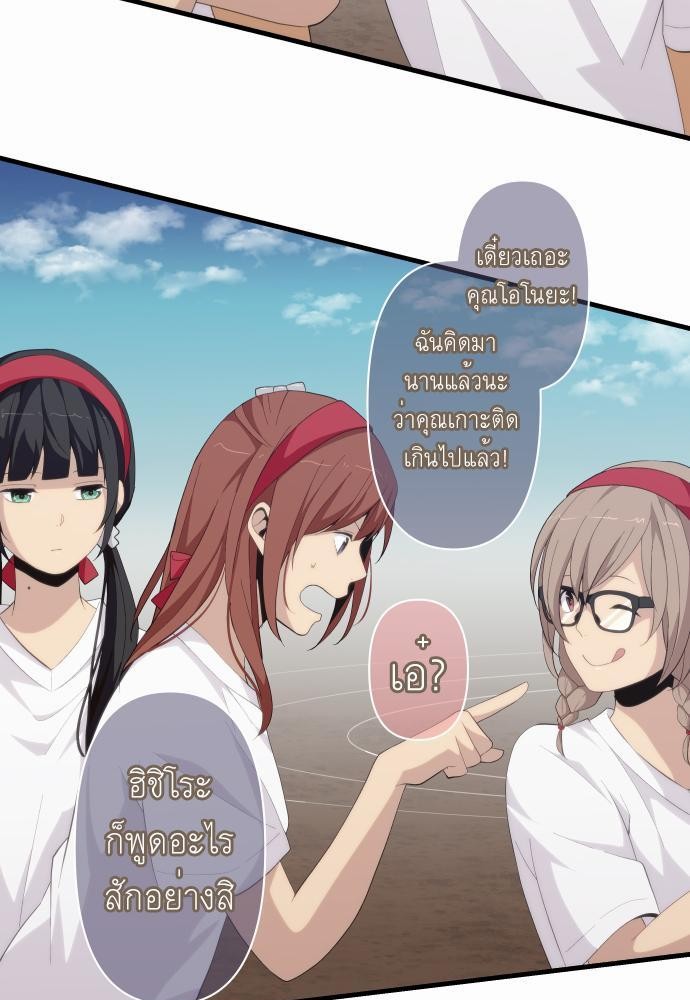 เดี๋ยวเถอะ
คุณโอโนยะ!
ฉันคิดมา
นานแล้วนะ
ว่าคุณเกาะติด
เกินไปแล้ว!
เอ๋?
ฮิชิโระ
ก็พูดอะไร
สักอย่างสิ